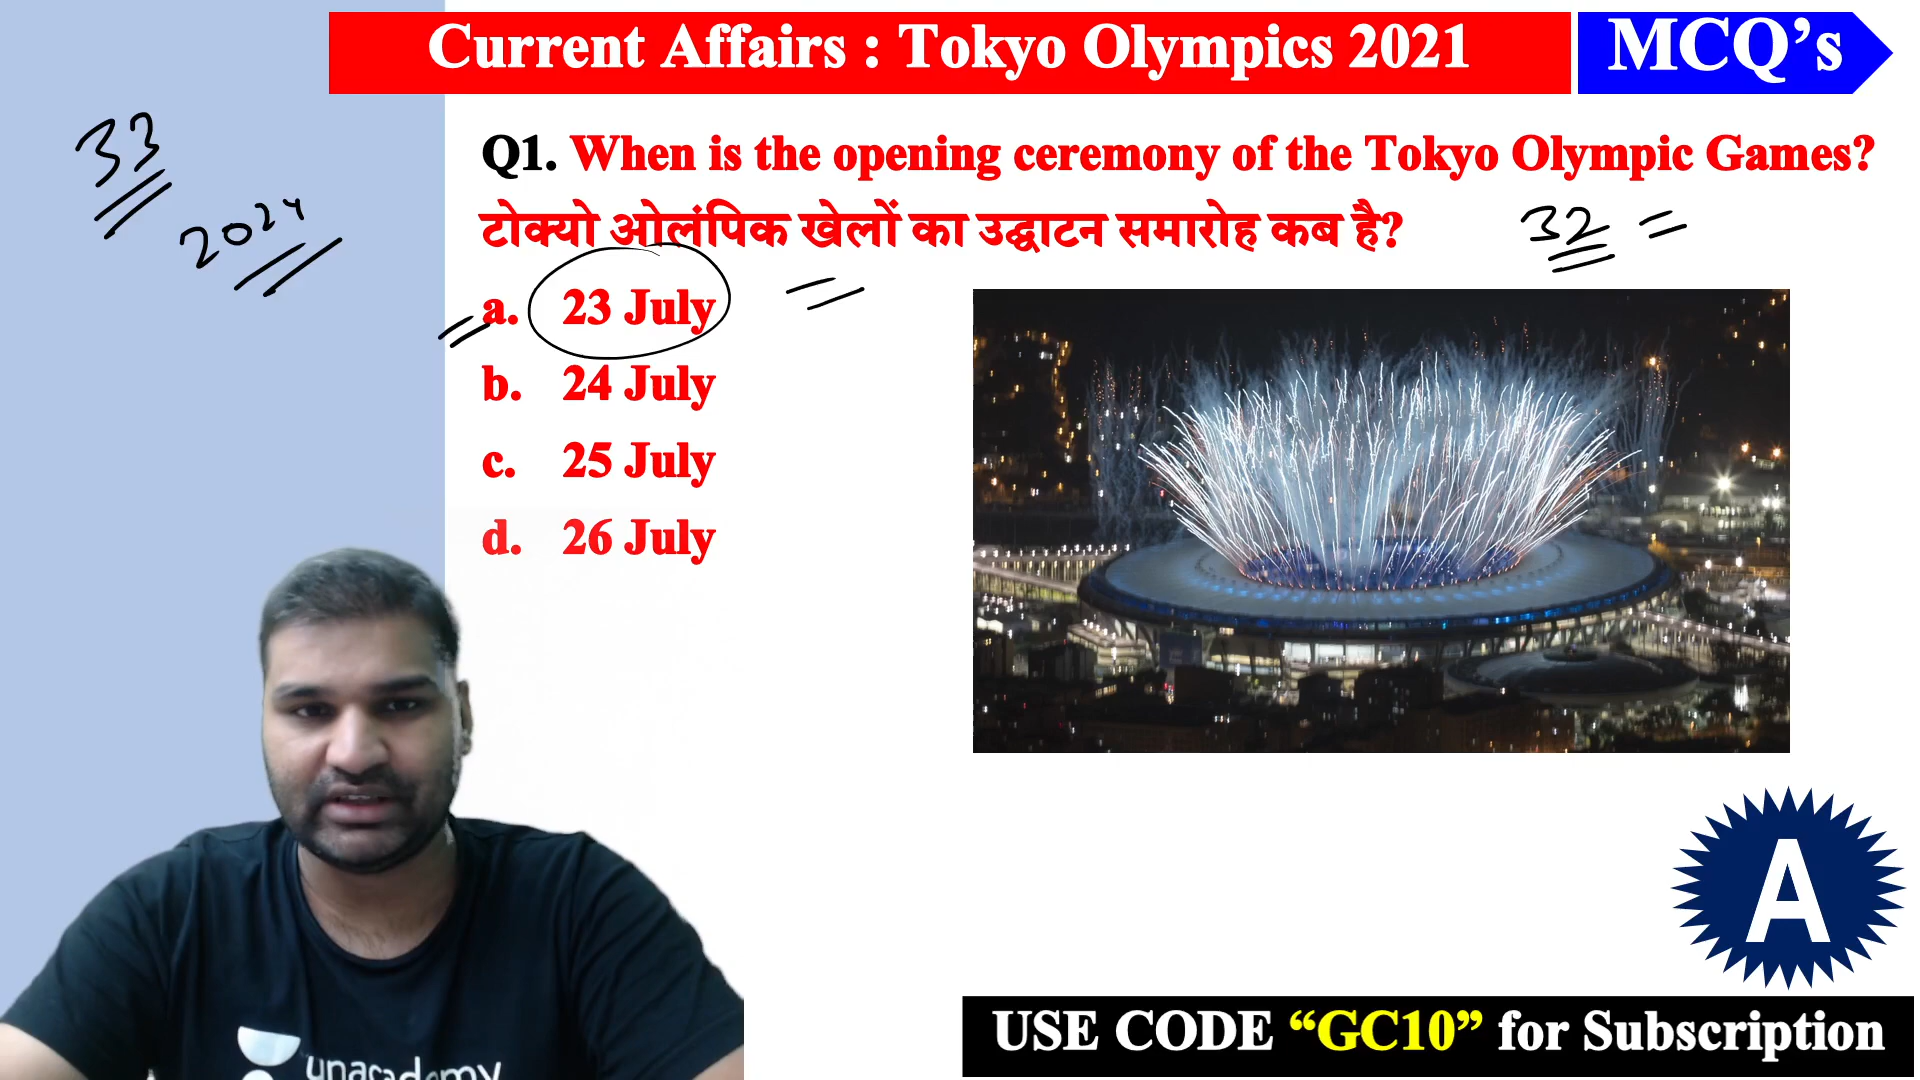 Current Affairs : Tokyo Olympics 2021
MCQ’s
33
2024
Q1. When is the opening ceremony of the Tokyo Olympic Games?
टोक्यो ओलंपिक खेलों का उद्घाटन समारोह कब है?
32 =
a. 23 July
b. 24 July
c. 25 July
d. 26 July
A
unacademy
USE CODE “GC10” for Subscription